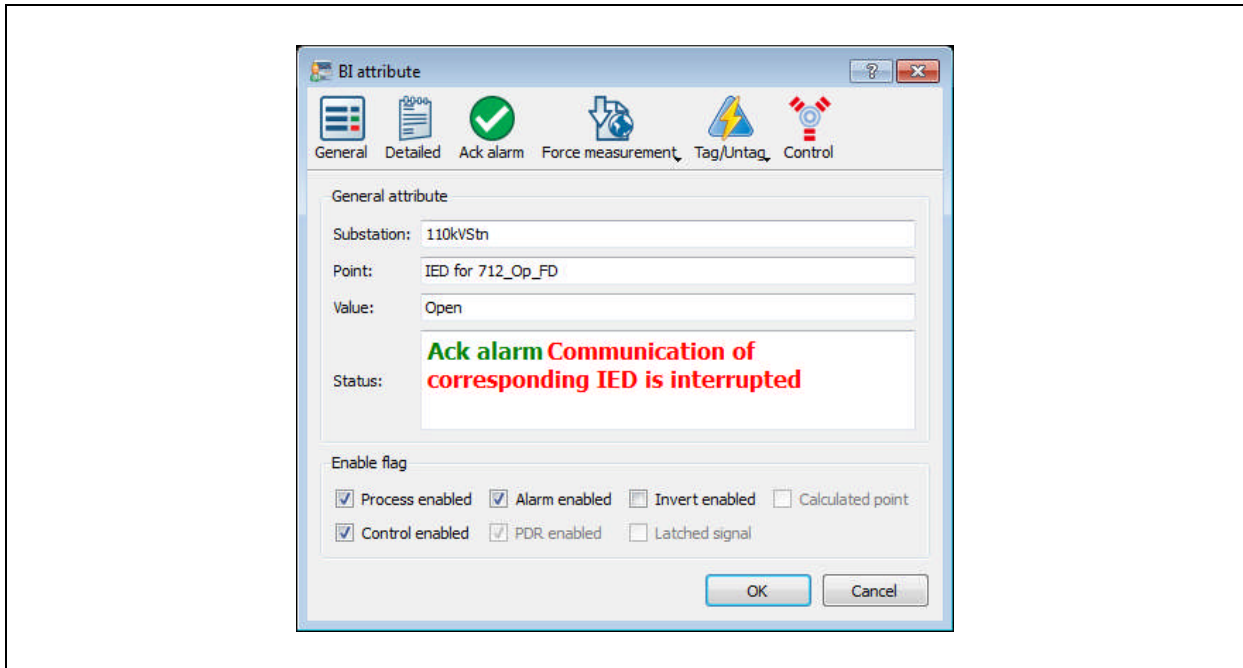 BI attribute
General Detailed Ack alarm Force measurement Tag/Untag Control
General attribute
Substation: 110kVStn
Point: IED for 712_Op_FD
Value: Open
Status: Ack alarm Communication of
corresponding IED is interrupted
Enable flag
Process enabled Alarm enabled Invert enabled Calculated point
Control enabled PDR enabled Latched signal
OK Cancel